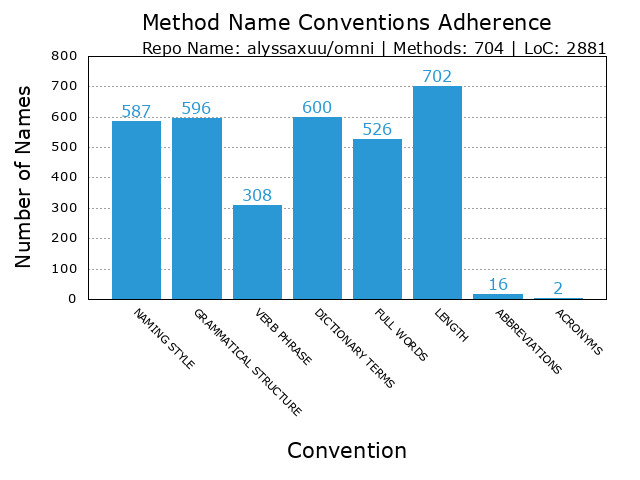 Method Name Conventions Adherence
Repo Name: alyssaxuu/omni | Methods: 704 | LoC: 2881
Number of Names
800
700
600
500
400
300
200
100
0
587
596
308
600
526
702
16
2
NAMING STYLE
GRAMMATICAL STRUCTURE
VERB PHRASE
DICTIONARY TERMS
FULL WORDS
LENGTH
ABBREVIATIONS
ACRONYMS
Convention